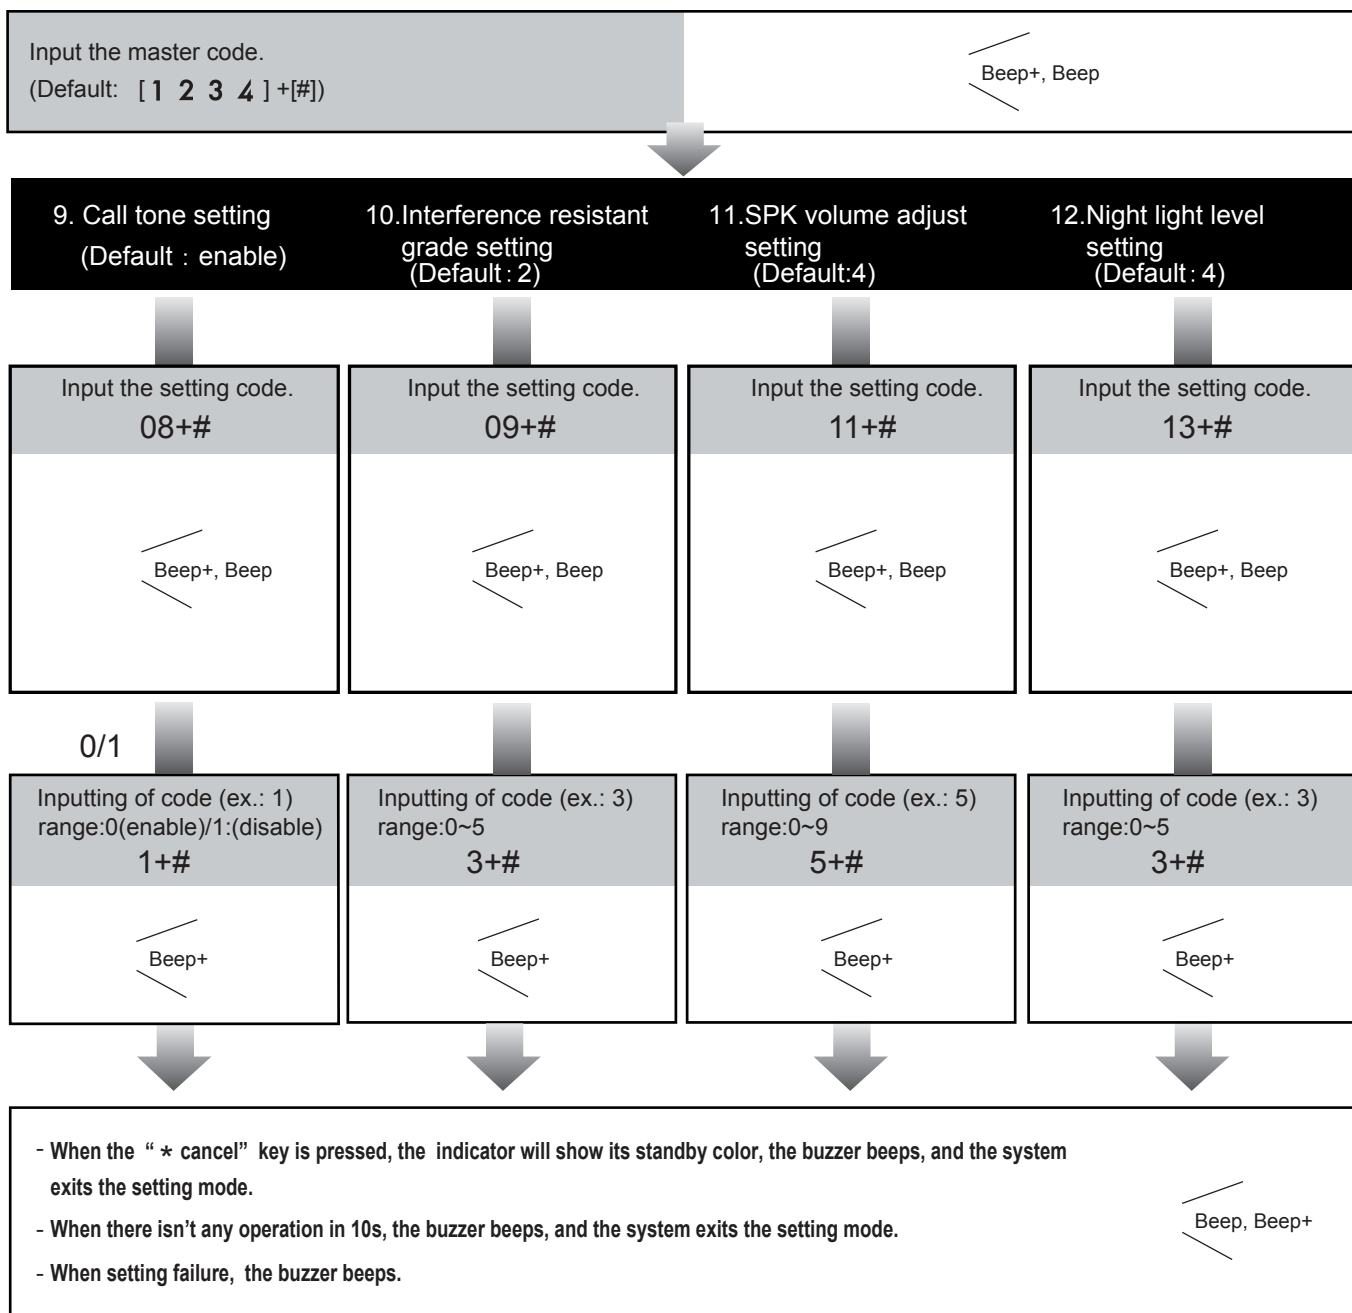 Input the master code.
(Default: [ 1 2 3 4 ] +[#])
Beep+, Beep
9. Call tone setting
(Default : enable)
10.Interference resistant
grade setting
(Default : 2)
11.SPK volume adjust
setting
(Default:4)
12.Night light level
setting
(Default : 4)
Input the setting code.
08+#
Beep+, Beep
Input the setting code.
09+#
Beep+, Beep
Input the setting code.
11+#
Beep+, Beep
Input the setting code.
13+#
Beep+, Beep
0/1
Inputting of code (ex.: 1)
range:0(enable)/1:(disable)
1+#
Beep+
Inputting of code (ex.: 3)
range:0~5
3+#
Beep+
Inputting of code (ex.: 5)
range:0~9
5+#
Beep+
Inputting of code (ex.: 3)
range:0~5
3+#
Beep+
- When the “ * cancel” key is pressed, the indicator will show its standby color, the buzzer beeps, and the system
exits the setting mode.
- When there isn’t any operation in 10s, the buzzer beeps, and the system exits the setting mode.
- When setting failure, the buzzer beeps.
Beep, Beep+